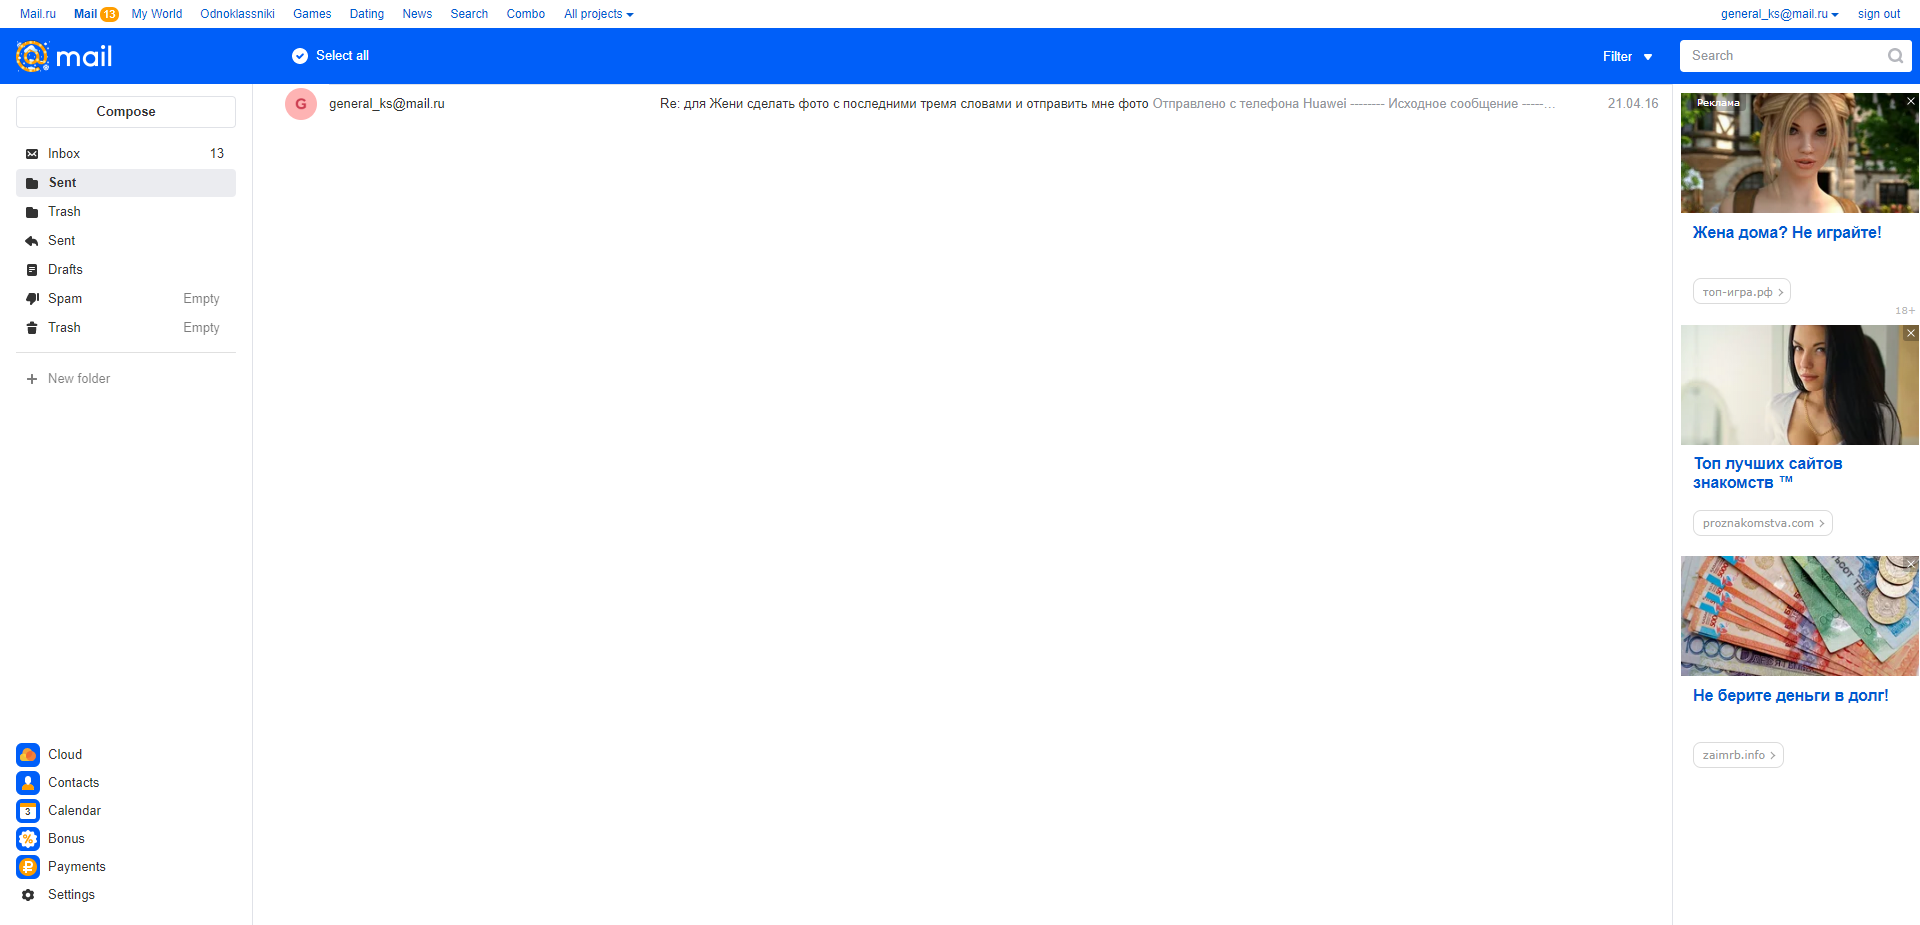 Mail.ru Mail 13 My World Odnoklassniki Games Dating News Search Combo All projects general_ks@mail.ru sign out
@mail Select all Filter Search
Compose
Inbox 13
Sent
Trash
Sent
Drafts
Spam Empty
Trash Empty
New folder
Cloud
Contacts
3 Calendar
% Bonus
₽ Payments
Settings
G general_ks@mail.ru Re: для Жени сделать фото с последними тремя словами и отправить мне фото Отправлено с телефона Huawei -------- Исходное сообщение -----... 21.04.16
Реклама
Жена дома? Не играйте!
топ-игра.рф
18+
Топ лучших сайтов
знакомств ™
proznakomstva.com
Не берите деньги в долг!
zaimrb.info